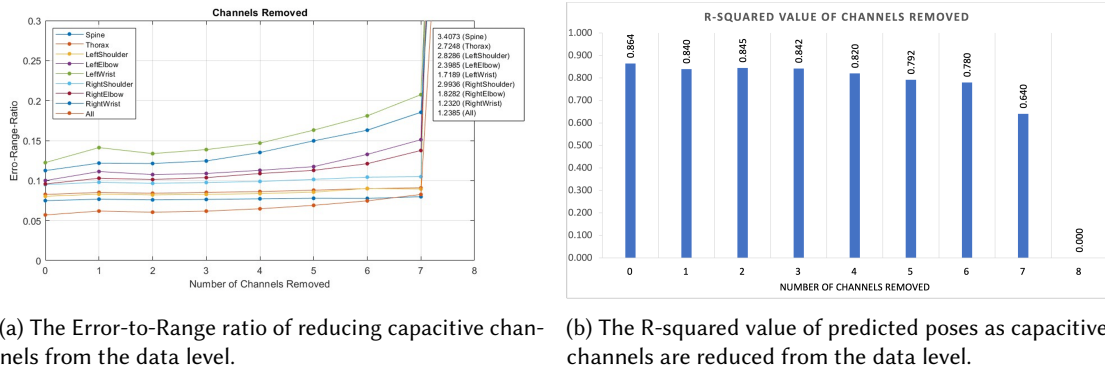 Channels Removed
0.3
0.25
0.2
0.15
0.1
0.05
0
Erro-Range-Ratio
Spine
Thorax
LeftShoulder
LeftElbow
LeftWrist
RightShoulder
RightElbow
RightWrist
All
3.4073 (Spine)
2.7248 (Thorax)
2.8286 (LeftShoulder)
2.3985 (LeftElbow)
1.7189 (LeftWrist)
2.9936 (RightShoulder)
1.8282 (RightElbow)
1.2320 (RightWrist)
1.2385 (All)
0 1 2 3 4 5 6 7 8
Number of Channels Removed
(a) The Error-to-Range ratio of reducing capacitive chan-
nels from the data level.
R-SQUARED VALUE OF CHANNELS REMOVED
1.000
0.900
0.800
0.700
0.600
0.500
0.400
0.300
0.200
0.100
0.000
0.864 0.840 0.845 0.842 0.820 0.792 0.780 0.640 0.000
0 1 2 3 4 5 6 7 8
NUMBER OF CHANNELS REMOVED
(b) The R-squared value of predicted poses as capacitive
channels are reduced from the data level.